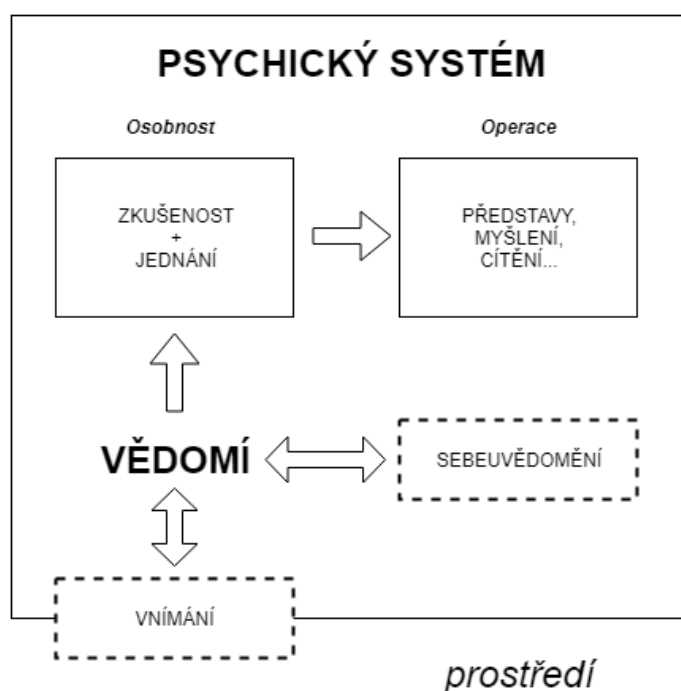 PSYCHICKÝ SYSTÉM
Osobnost
Operace
ZKUŠENOST
+
JEDNÁNÍ
PŘEDSTAVY,
MYŠLENÍ,
CÍTĚNÍ...
VĚDOMÍ
SEBEUVĚDOMĚNÍ
VNÍMÁNÍ
prostředí